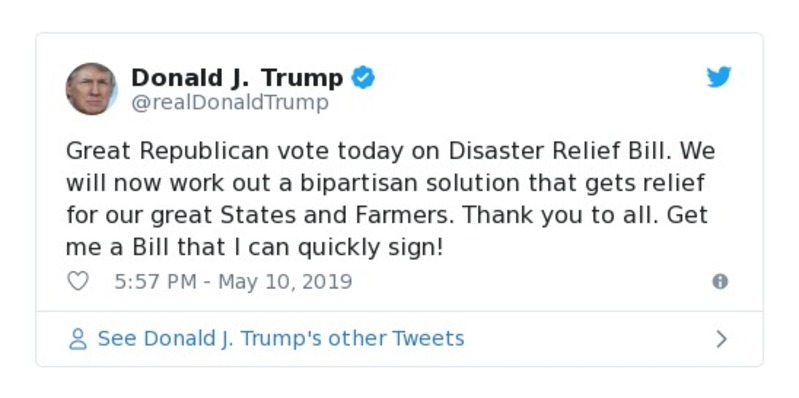 Donald J. Trump
@realDonaldTrump
Great Republican vote today on Disaster Relief Bill. We
will now work out a bipartisan solution that gets relief
for our great States and Farmers. Thank you to all. Get
me a Bill that I can quickly sign!
5:57 PM - May 10, 2019
See Donald J. Trump's other Tweets